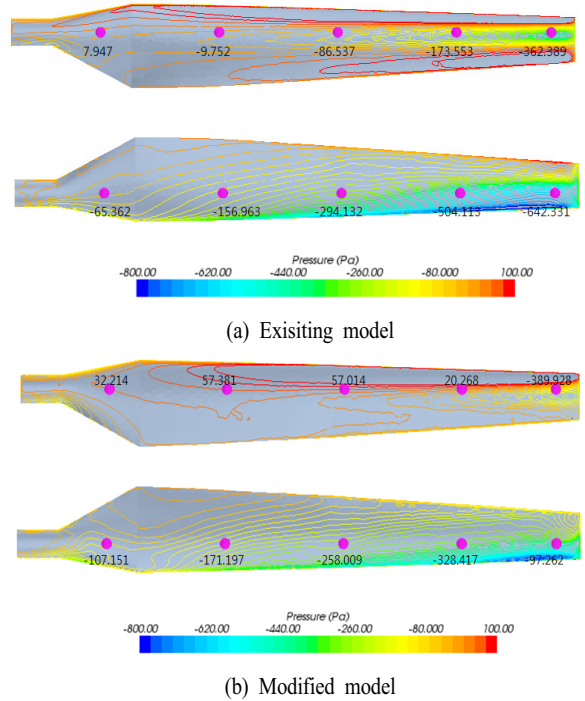 7.947 -9.752 -86.537 -173.553 -362.389
-65.362 -156.963 -294.132 -504.115 -642.331
Pressure (Pa)
-800.00 -620.00 -440.00 -260.00 -80.000 100.00
(a) Exisiting model
32.214 57.381 57.014 20.268 -389.928
-107.151 -171.197 -258.009 -328.417 -97.262
Pressure (Pa)
-800.00 -620.00 -440.00 -260.00 -80.000 100.00
(b) Modified model